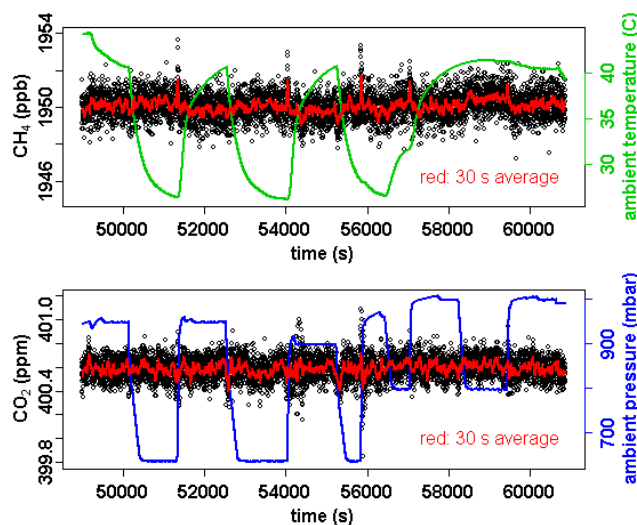 1946 1950 1954
CH4 (ppb)
25 30 35 40
ambient temperature (C)
red: 30 s average
50000 52000 54000 56000 58000 60000
time (s)
399.8 400.4 401.0
CO2 (ppm)
650 900
ambient pressure (mbar)
red: 30 s average
50000 52000 54000 56000 58000 60000
time (s)